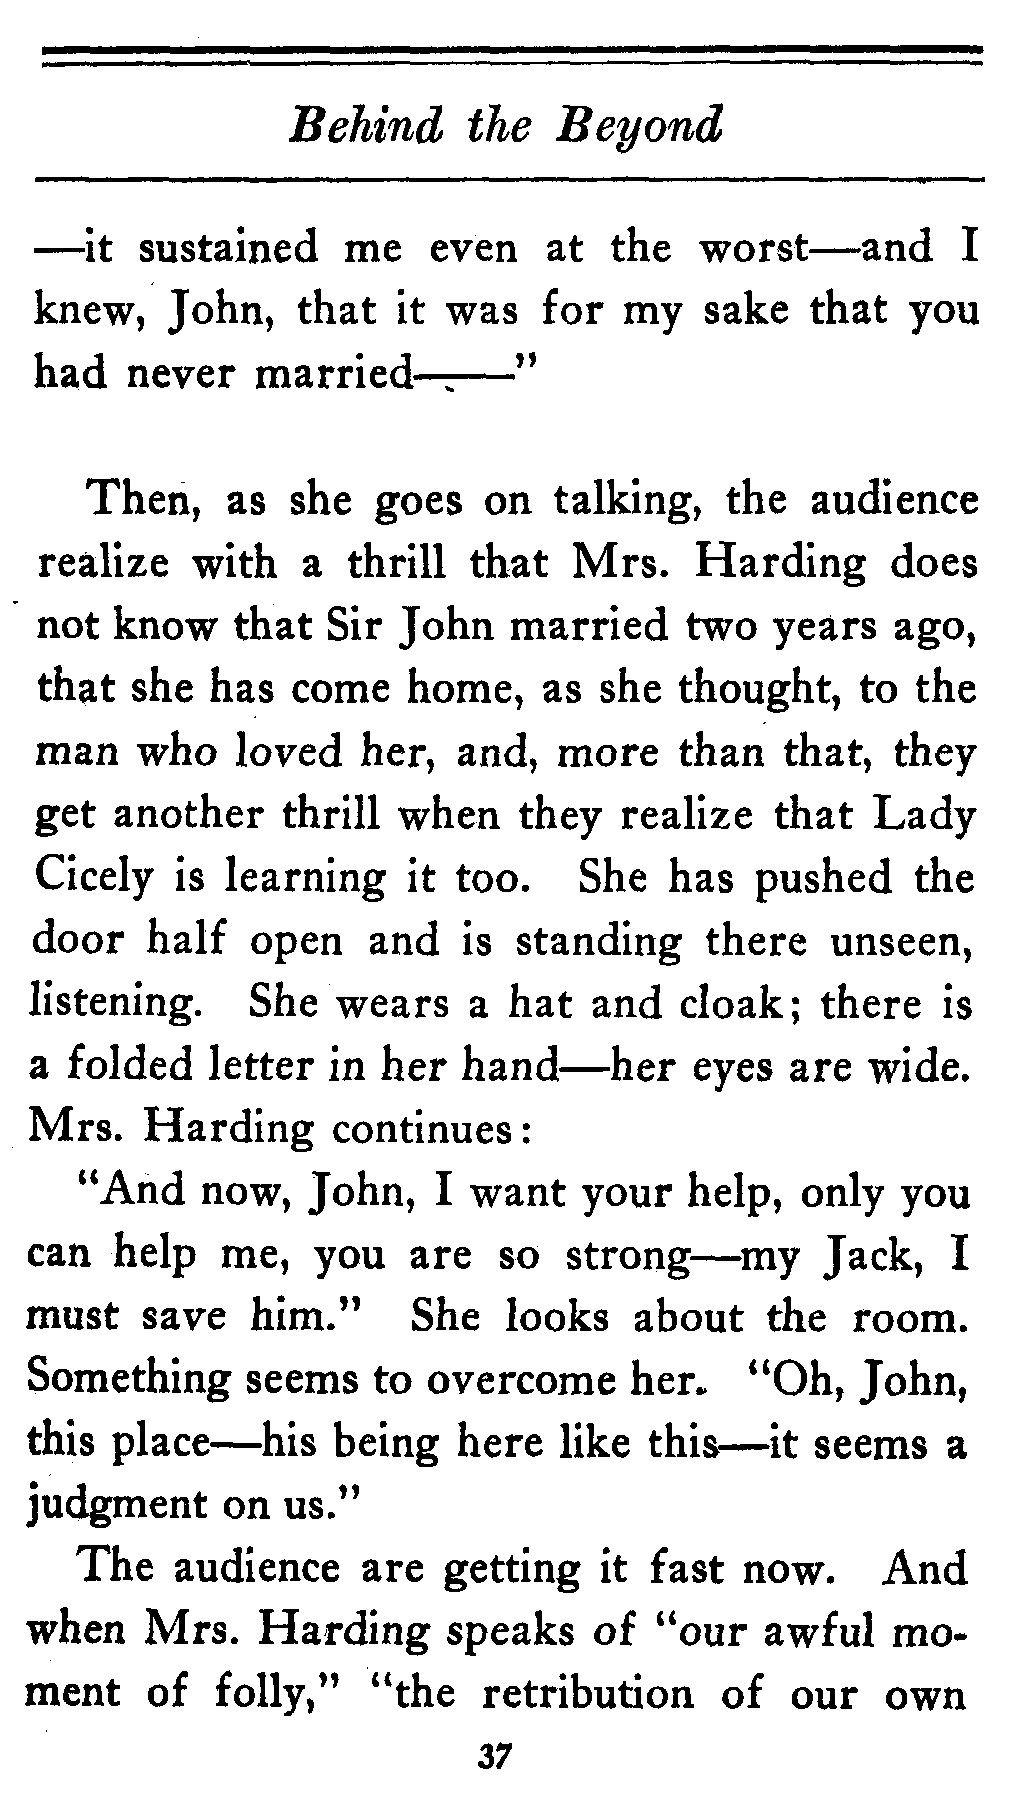 Behind the Beyond
—it sustained me even at the worst—and I
knew, John, that it was for my sake that you
had never married——"
Then, as she goes on talking, the audience
realize with a thrill that Mrs. Harding does
not know that Sir John married two years ago,
that she has come home, as she thought, to the
man who loved her, and, more than that, they
get another thrill when they realize that Lady
Cicely is learning it too. She has pushed the
door half open and is standing there unseen,
listening. She wears a hat and cloak; there is
a folded letter in her hand—her eyes are wide.
Mrs. Harding continues:
"And now, John, I want your help, only you
can help me, you are so strong—my Jack, I
must save him." She looks about the room.
Something seems to overcome her. "Oh, John,
this place—his being here like this—it seems a
judgment on us."
The audience are getting it fast now. And
when Mrs. Harding speaks of "our awful mo-
ment of folly," "the retribution of our own
37